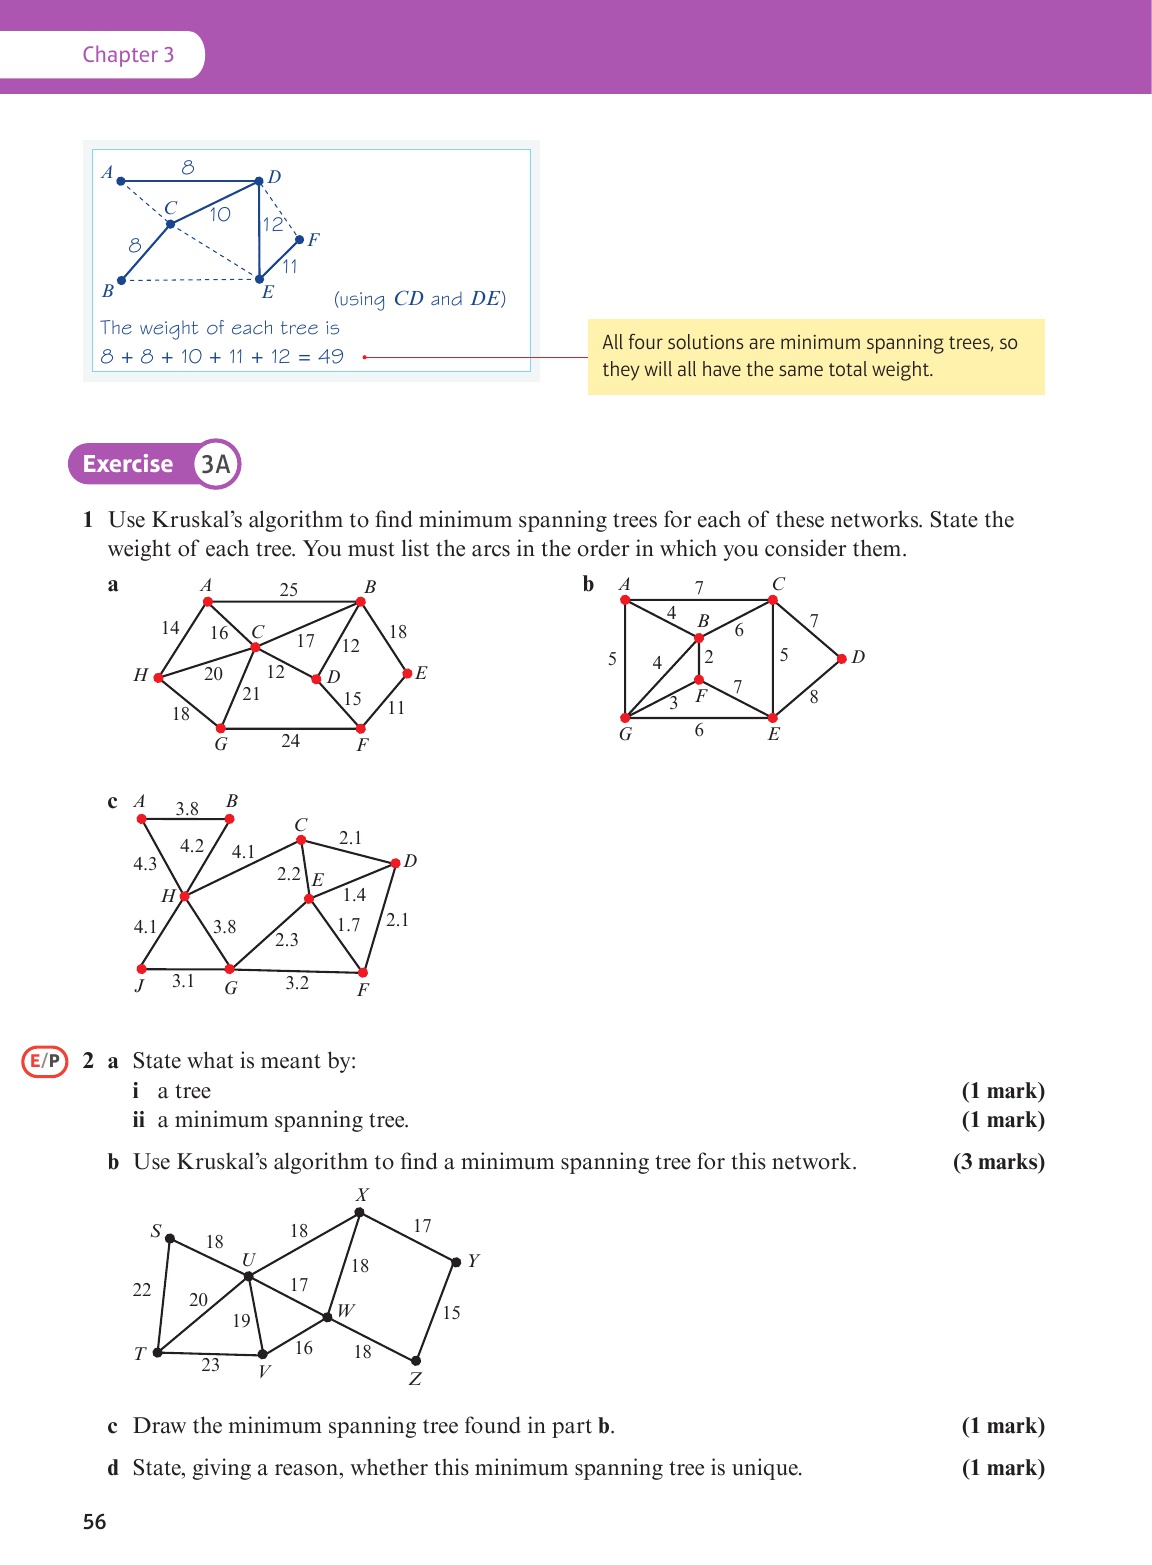 Chapter 3
A
8
D
C
10
12
F
8
11
B
E
(using CD and DE)
The weight of each tree is
8 + 8 + 10 + 11 + 12 = 49
All four solutions are minimum spanning trees, so
they will all have the same total weight.
Exercise 3A
1 Use Kruskal's algorithm to find minimum spanning trees for each of these networks. State the
weight of each tree. You must list the arcs in the order in which you consider them.
a
A
25
B
14
16
C
17
12
18
H
20
12
D
E
21
15
18
11
G
24
F
b
A
7
C
4
B
6
7
5
4
2
5
D
3
F
7
8
G
6
E
c
A
3.8
B
C
4.2
4.1
2.1
4.3
2.2
E
D
H
1.4
4.1
3.8
1.7
2.1
2.3
J
3.1
G
3.2
F
E/P
2 a State what is meant by:
i a tree (1 mark)
ii a minimum spanning tree. (1 mark)
b Use Kruskal's algorithm to find a minimum spanning tree for this network. (3 marks)
X
S
18
18
17
U
Y
22
18
20
17
19
W
15
T
16
18
23
V
Z
c Draw the minimum spanning tree found in part b. (1 mark)
d State, giving a reason, whether this minimum spanning tree is unique. (1 mark)
56